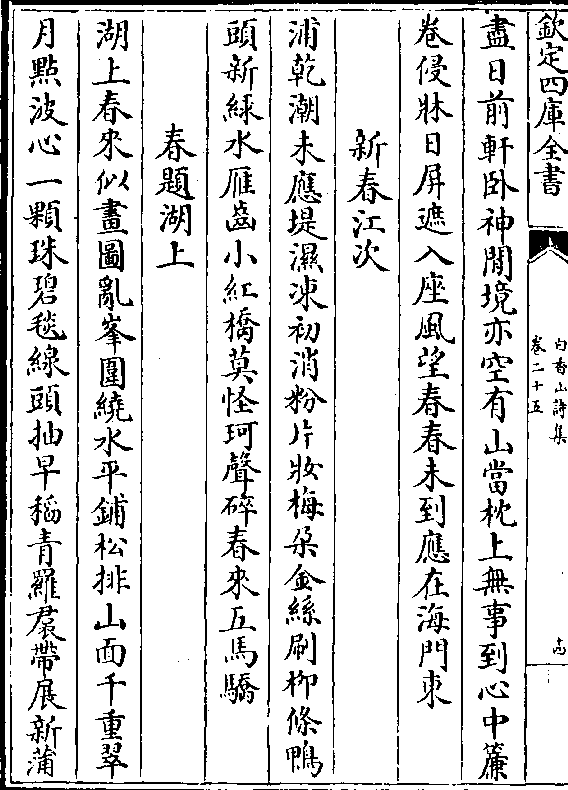 欽定四庫全書
白香山詩集
卷二十五
盡日前軒卧神閒境亦空有山當枕上無事到心中簾
卷侵牀日屏遮入座風望春春未到應在海門東
新春江次
浦乾潮未應堤濕凍初消粉片妝梅朶金絲刷柳條鴨
頭新緑水雁齒小紅橋莫怪珂聲碎春來五馬驕
春題湖上
湖上春來似畫圖亂峯圍繞水平鋪松排山面千重翠
月點波心一顆珠碧毯線頭抽早稻青羅裠帶展新蒲